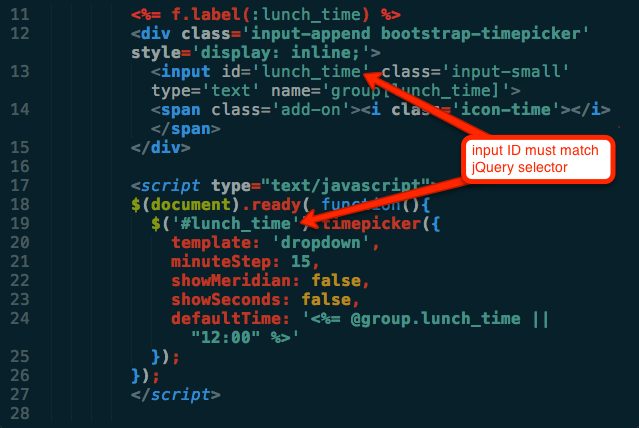 11 <%= f.label(:lunch_time) %>
12 <div class='input-append bootstrap-timepicker'
style='display: inline;'>
13 <input id='lunch_time' class='input-small'
type='text' name='group[lunch_time]'>
14 <span class='add-on'><i class='icon-time'></i>
</span>
15 </div>
input ID must match
jQuery selector
16
17 <script type="text/javascript">
18 $(document).ready( function(){
19 $('#lunch_time') timepicker({
20 template: 'dropdown',
21 minuteStep: 15,
22 showMeridian: false,
23 showSeconds: false,
24 defaultTime: '<%= @group.lunch_time ||
"12:00" %>'
25 });
26 });
27 </script>
28